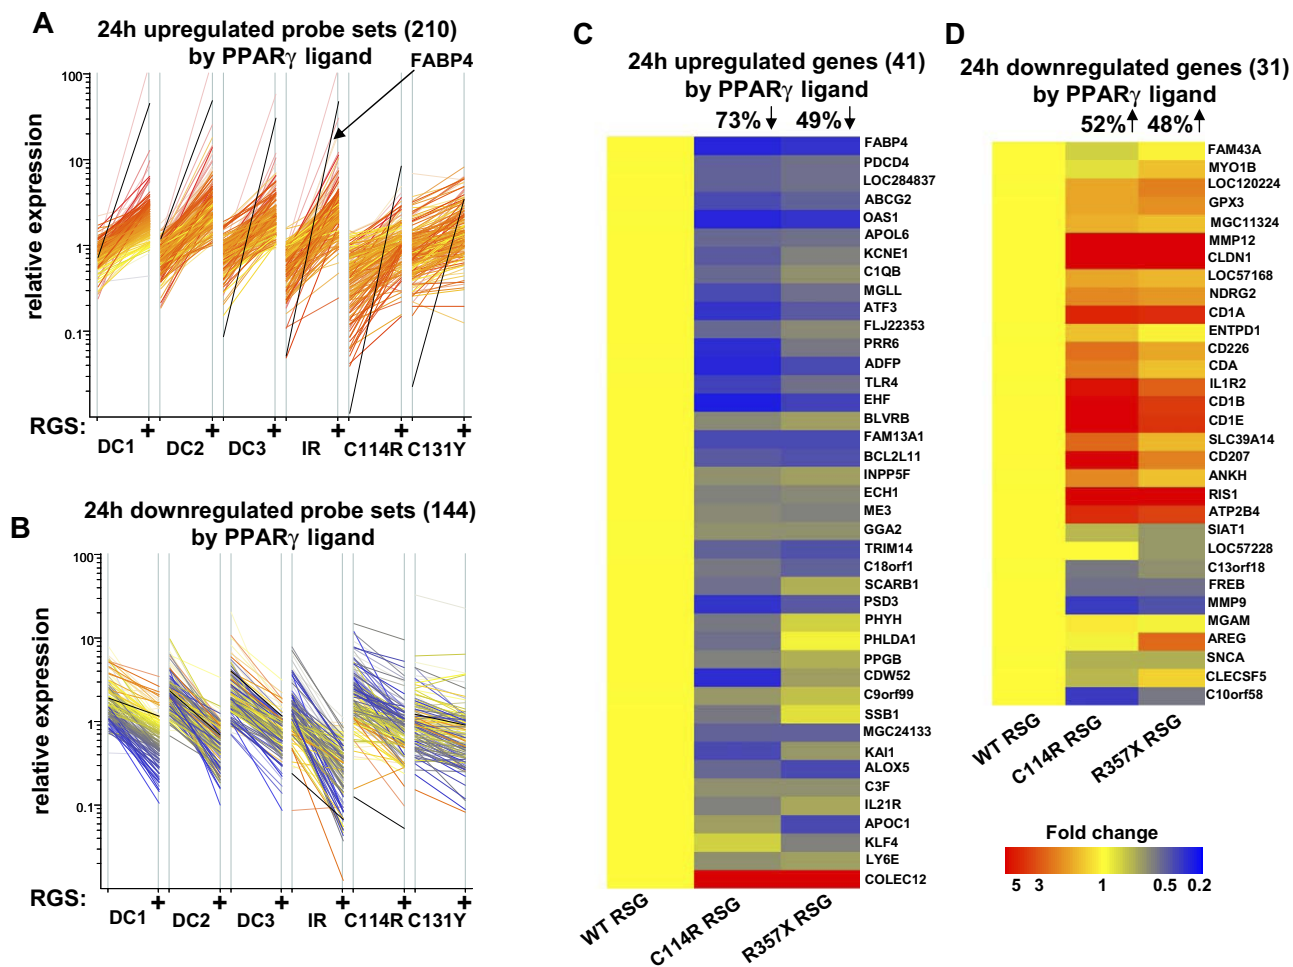 A
24h upregulated probe sets (210)
by PPARγ ligand
FABP4
relative expression
100
10
1
0.1
RGS:
+ + + + + +
DC1 DC2 DC3 IR C114R C131Y
B
24h downregulated probe sets (144)
by PPARγ ligand
relative expression
100
10
1
0.1
RGS:
+ + + + + +
DC1 DC2 DC3 IR C114R C131Y
C
24h upregulated genes (41)
by PPARγ ligand
73%↓ 49%↓
FABP4
PDCD4
LOC284837
ABCG2
OAS1
APOL6
KCNE1
C1QB
MGLL
ATF3
FLJ22353
PRR6
ADFP
TLR4
EHF
BLVRB
FAM13A1
BCL2L11
INPP5F
ECH1
ME3
GGA2
TRIM14
C18orf1
SCARB1
PSD3
PHYH
PHLDA1
PPGB
CDW52
C9orf99
SSB1
MGC24133
KAI1
ALOX5
C3F
IL21R
APOC1
KLF4
LY6E
COLEC12
WT RSG
C114R RSG
R357X RSG
D
24h downregulated genes (31)
by PPARγ ligand
52%↑ 48%↑
FAM43A
MYO1B
LOC120224
GPX3
MGC11324
MMP12
CLDN1
LOC57168
NDRG2
CD1A
ENTPD1
CD226
CDA
IL1R2
CD1B
CD1E
SLC39A14
CD207
ANKH
RIS1
ATP2B4
SIAT1
LOC57228
C13orf18
FREB
MMP9
MGAM
AREG
SNCA
CLECSF5
C10orf58
WT RSG
C114R RSG
R357X RSG
Fold change
5 3 1 0.5 0.2